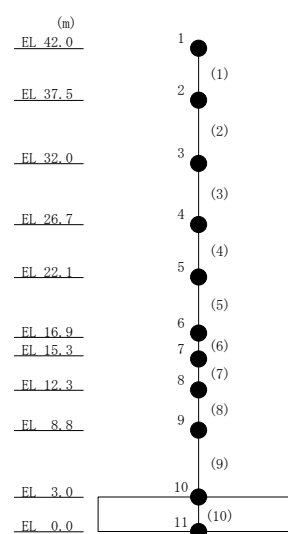 (m)
EL 42.0 1
(1)
EL 37.5 2
(2)
EL 32.0 3
(3)
EL 26.7 4
(4)
EL 22.1 5
(5)
EL 16.9 6
(6)
EL 15.3 7
(7)
EL 12.3 8
(8)
EL 8.8 9
(9)
EL 3.0 10
(10)
EL 0.0 11